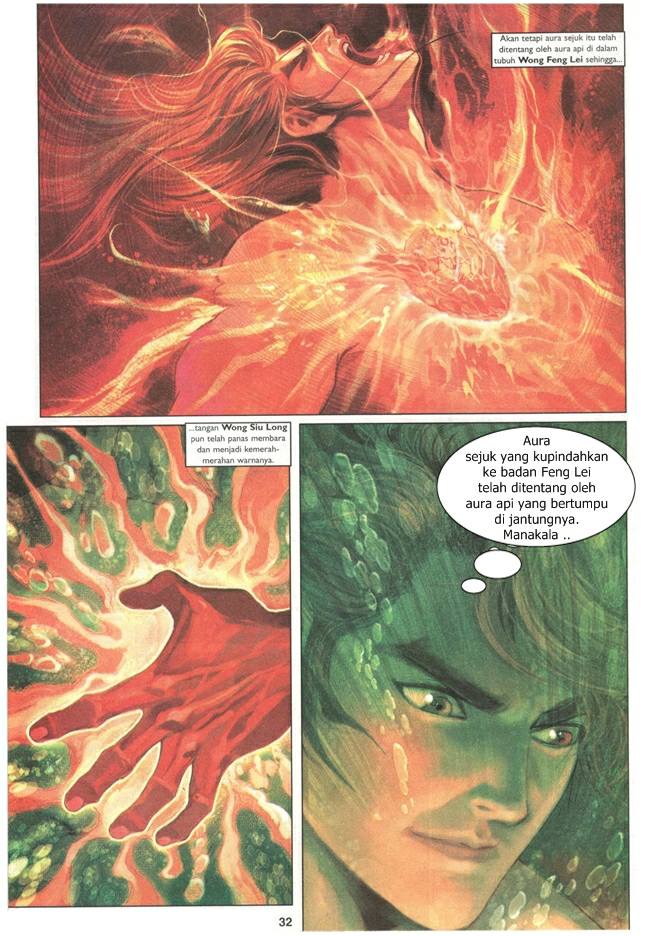 Akan tetapi aura sejuk itu telah
ditentang oleh aura api di dalam
tubuh Wong Feng Lei sehingga...
...tangan Wong Siu Long
pun telah panas membara
dan menjadi kemerah-
merahan warnanya.
Aura
sejuk yang kupindahkan
ke badan Feng Lei
telah ditentang oleh
aura api yang bertumpu
di jantungnya.
Manakala ..
32